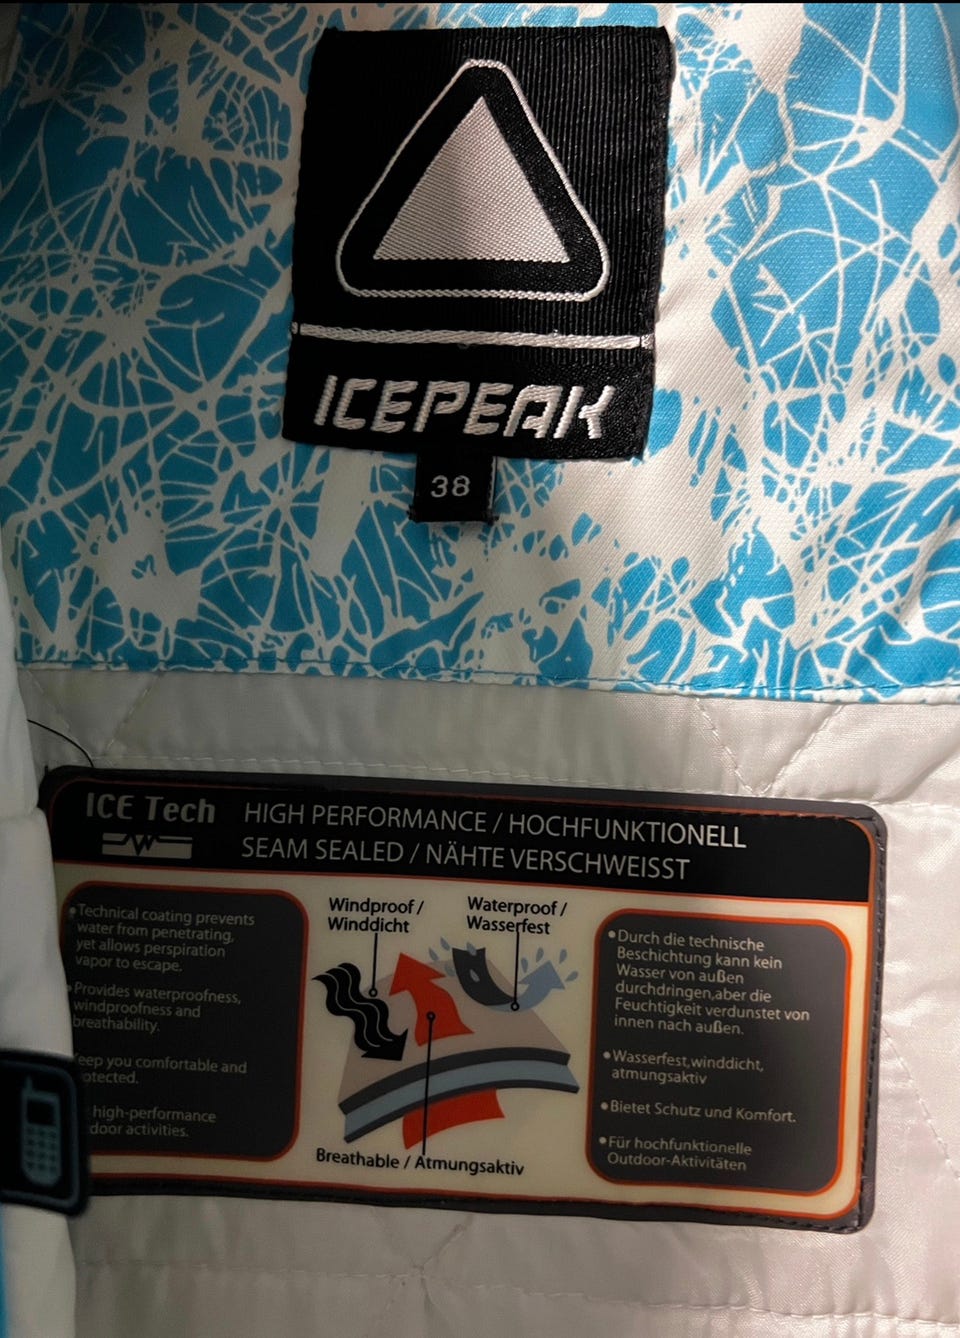 ICEPEAK
38
ICE Tech
HIGH PERFORMANCE / HOCHFUNKTIONELL
SEAM SEALED / NÄHTE VERSCHWEISST
Technical coating prevents
water from penetrating,
yet allows perspiration
vapor to escape.
Provides waterproofness,
windproofness and
breathability.
eep you comfortable and
otected.
high-performance
door activities.
Windproof /
Winddicht
Waterproof /
Wasserfest
Breathable / Atmungsaktiv
Durch die technische
Beschichtung kann kein
Wasser von außen
durchdringen,aber die
Feuchtigkeit verdunstet von
innen nach außen.
Wasserfest,winddicht,
atmungsaktiv
Bietet Schutz und Komfort.
Für hochfunktionelle
Outdoor-Aktivitäten